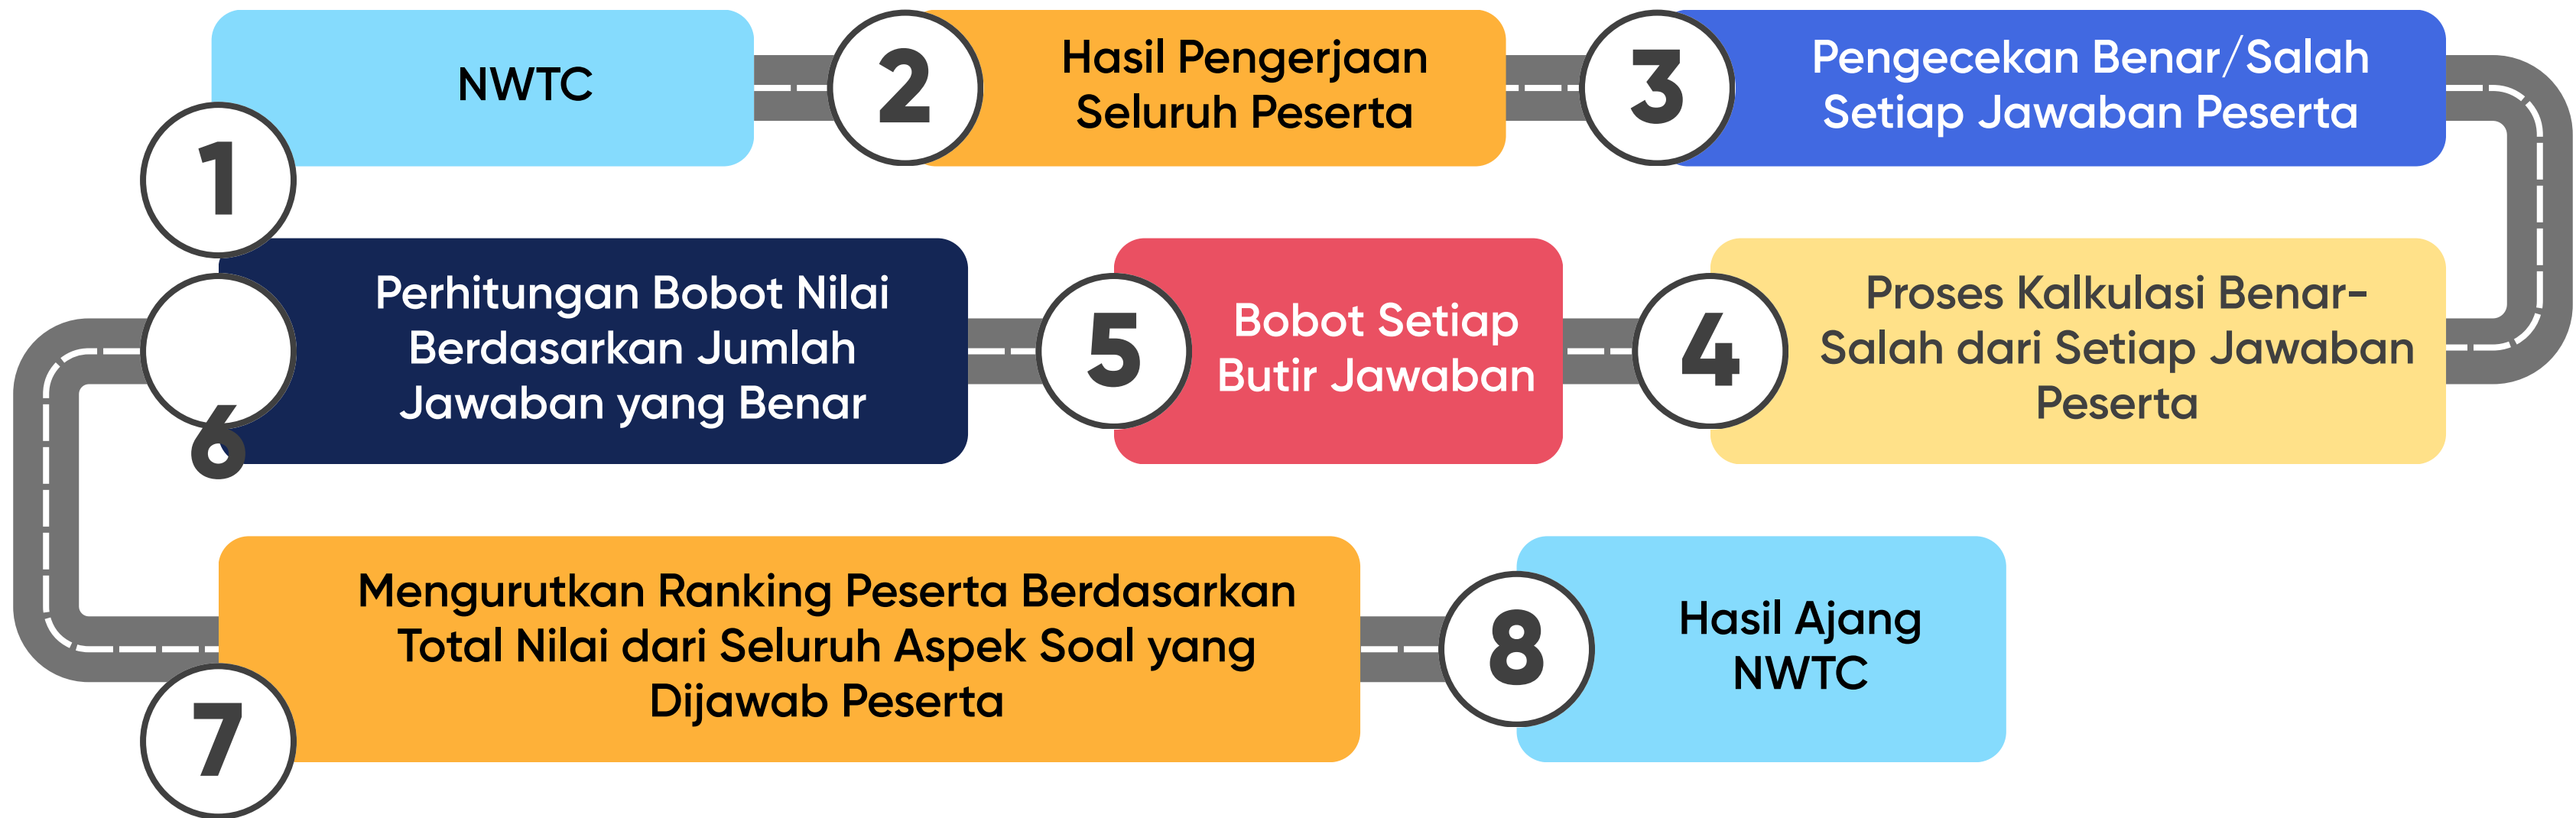 1
NWTC
2
Hasil Pengerjaan
Seluruh Peserta
3
Pengecekan Benar/Salah
Setiap Jawaban Peserta
4
Proses Kalkulasi Benar-
Salah dari Setiap Jawaban
Peserta
5
Bobot Setiap
Butir Jawaban
6
Perhitungan Bobot Nilai
Berdasarkan Jumlah
Jawaban yang Benar
7
Mengurutkan Ranking Peserta Berdasarkan
Total Nilai dari Seluruh Aspek Soal yang
Dijawab Peserta
8
Hasil Ajang
NWTC